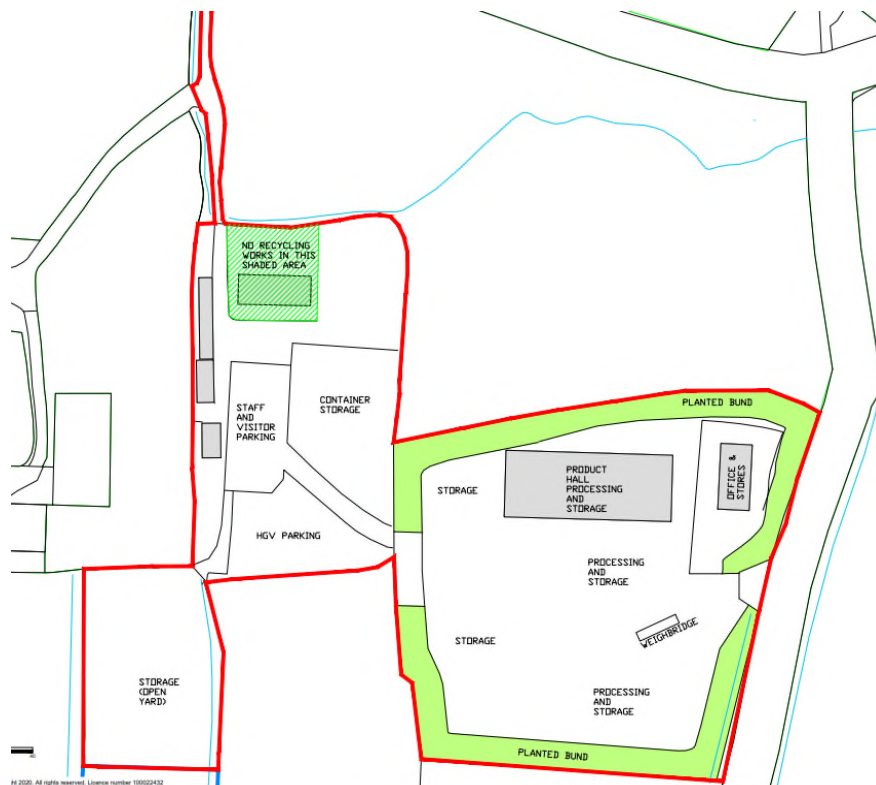 NO RECYCLING
WORKS IN THIS
SHADED AREA
STAFF
AND
VISITOR
PARKING
CONTAINER
STORAGE
HGV PARKING
PLANTED BUND
STORAGE
PRODUCT
HALL
PROCESSING
AND
STORAGE
OFFICE &
STORES
PROCESSING
AND
STORAGE
STORAGE
WEIGHBRIDGE
STORAGE
(OPEN
YARD)
PROCESSING
AND
STORAGE
PLANTED BUND
ht 2020. All rights reserved. Licence number 100022432